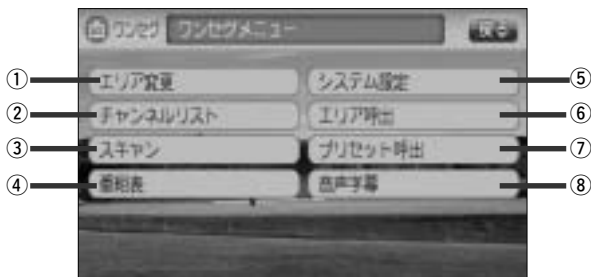 ワンセグ ワンセグメニュー 戻る
① エリア変更 システム設定 ⑤
② チャンネルリスト エリア呼出 ⑥
③ スキャン プリセット呼出 ⑦
④ 番組表 音声字幕 ⑧